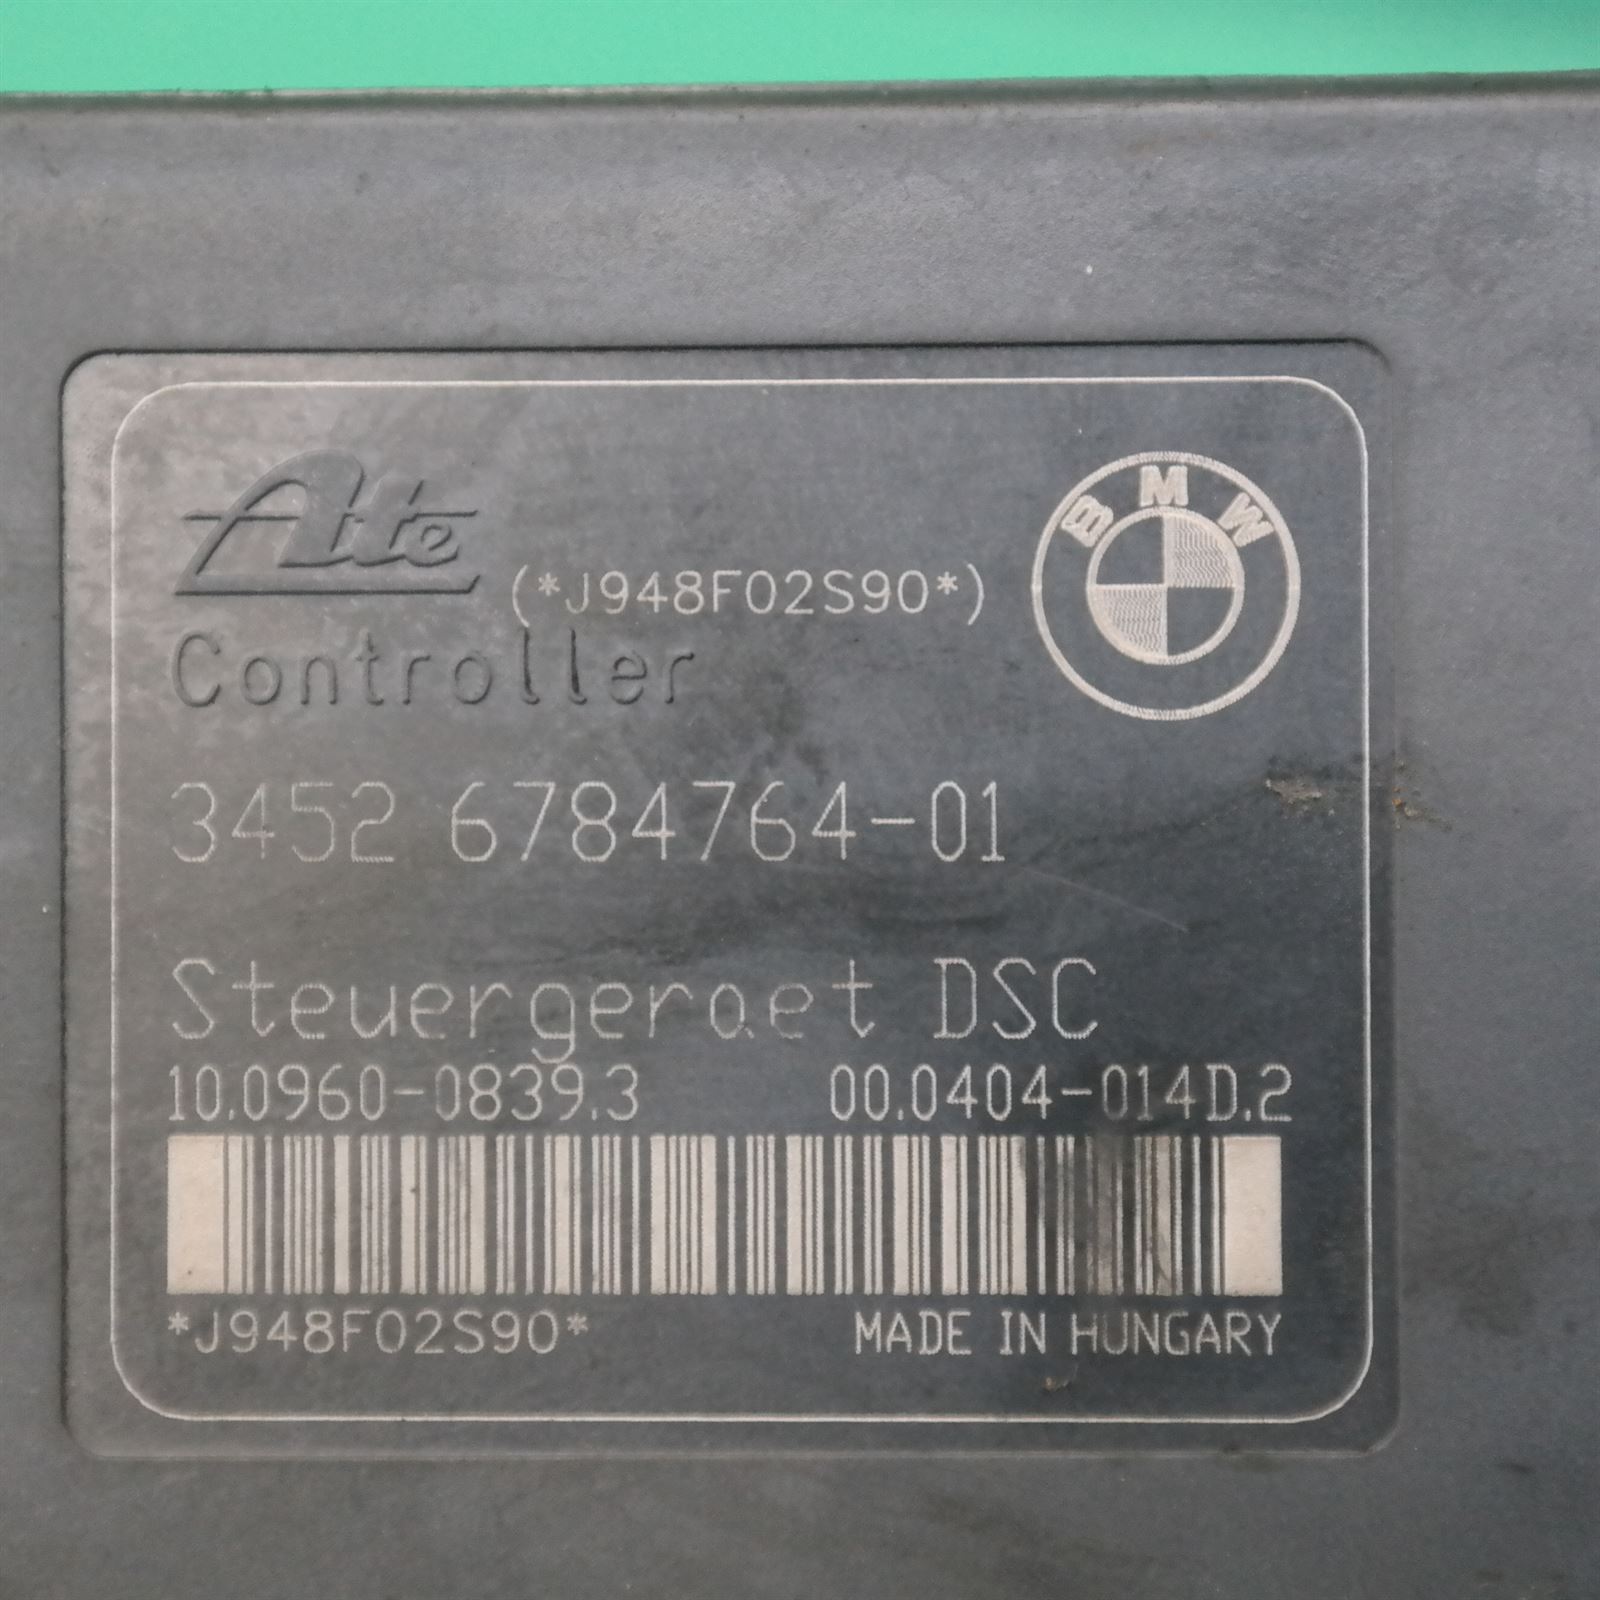 Ate
(*J948F02S90*)
BMW
Controller
3452 6784764-01
Steuergeraet DSC
10.0960-0839.3 00.0404-014D.2
*J948F02S90* MADE IN HUNGARY